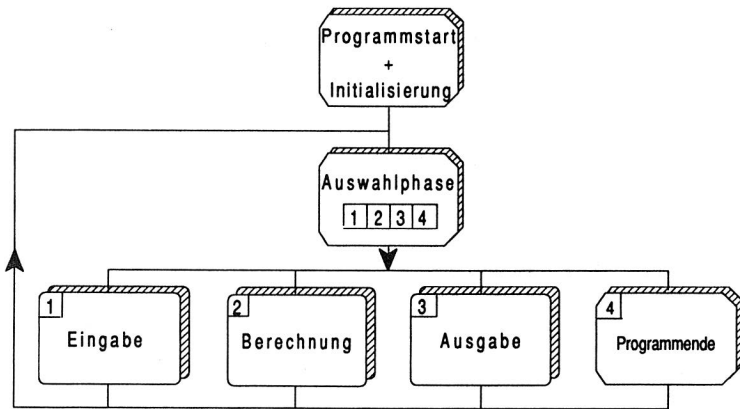 Programmstart
+
Initialisierung
Auswahlphase
1 2 3 4
1
Eingabe
2
Berechnung
3
Ausgabe
4
Programmende